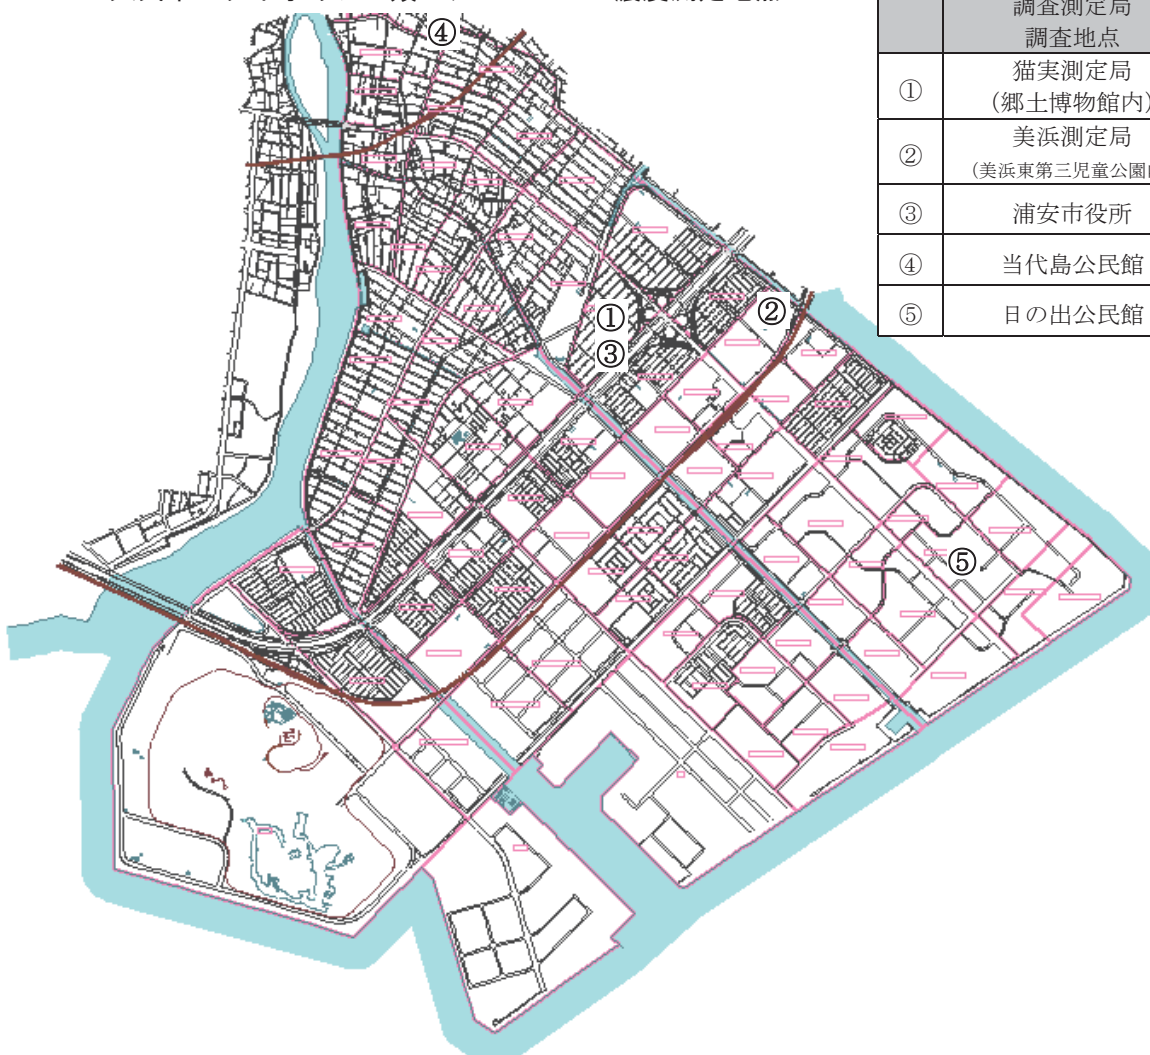 調査測定局
調査地点
① 猫実測定局
(郷土博物館内)
② 美浜測定局
(美浜東第三児童公園
③ 浦安市役所
④ 当代島公民館
⑤ 日の出公民館
④
①
②
③
⑤